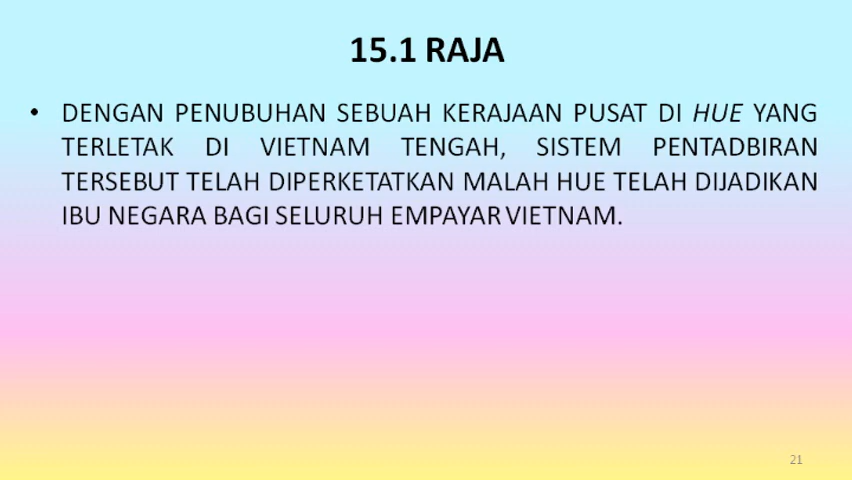 15.1 RAJA
• DENGAN PENUBUHAN SEBUAH KERAJAAN PUSAT DI HUE YANG
TERLETAK DI VIETNAM TENGAH, SISTEM PENTADBIRAN
TERSEBUT TELAH DIPERKETATKAN MALAH HUE TELAH DIJADIKAN
IBU NEGARA BAGI SELURUH EMPAYAR VIETNAM.
21